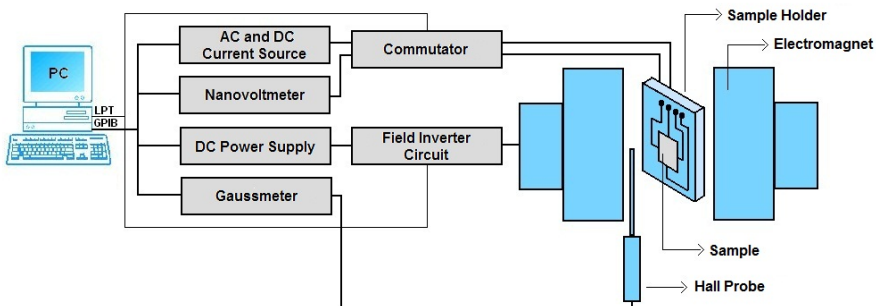 PC
LPT
GPIB
AC and DC
Current Source
Nanovoltmeter
DC Power Supply
Gaussmeter
Commutator
Field Inverter
Circuit
Sample Holder
Electromagnet
Sample
Hall Probe